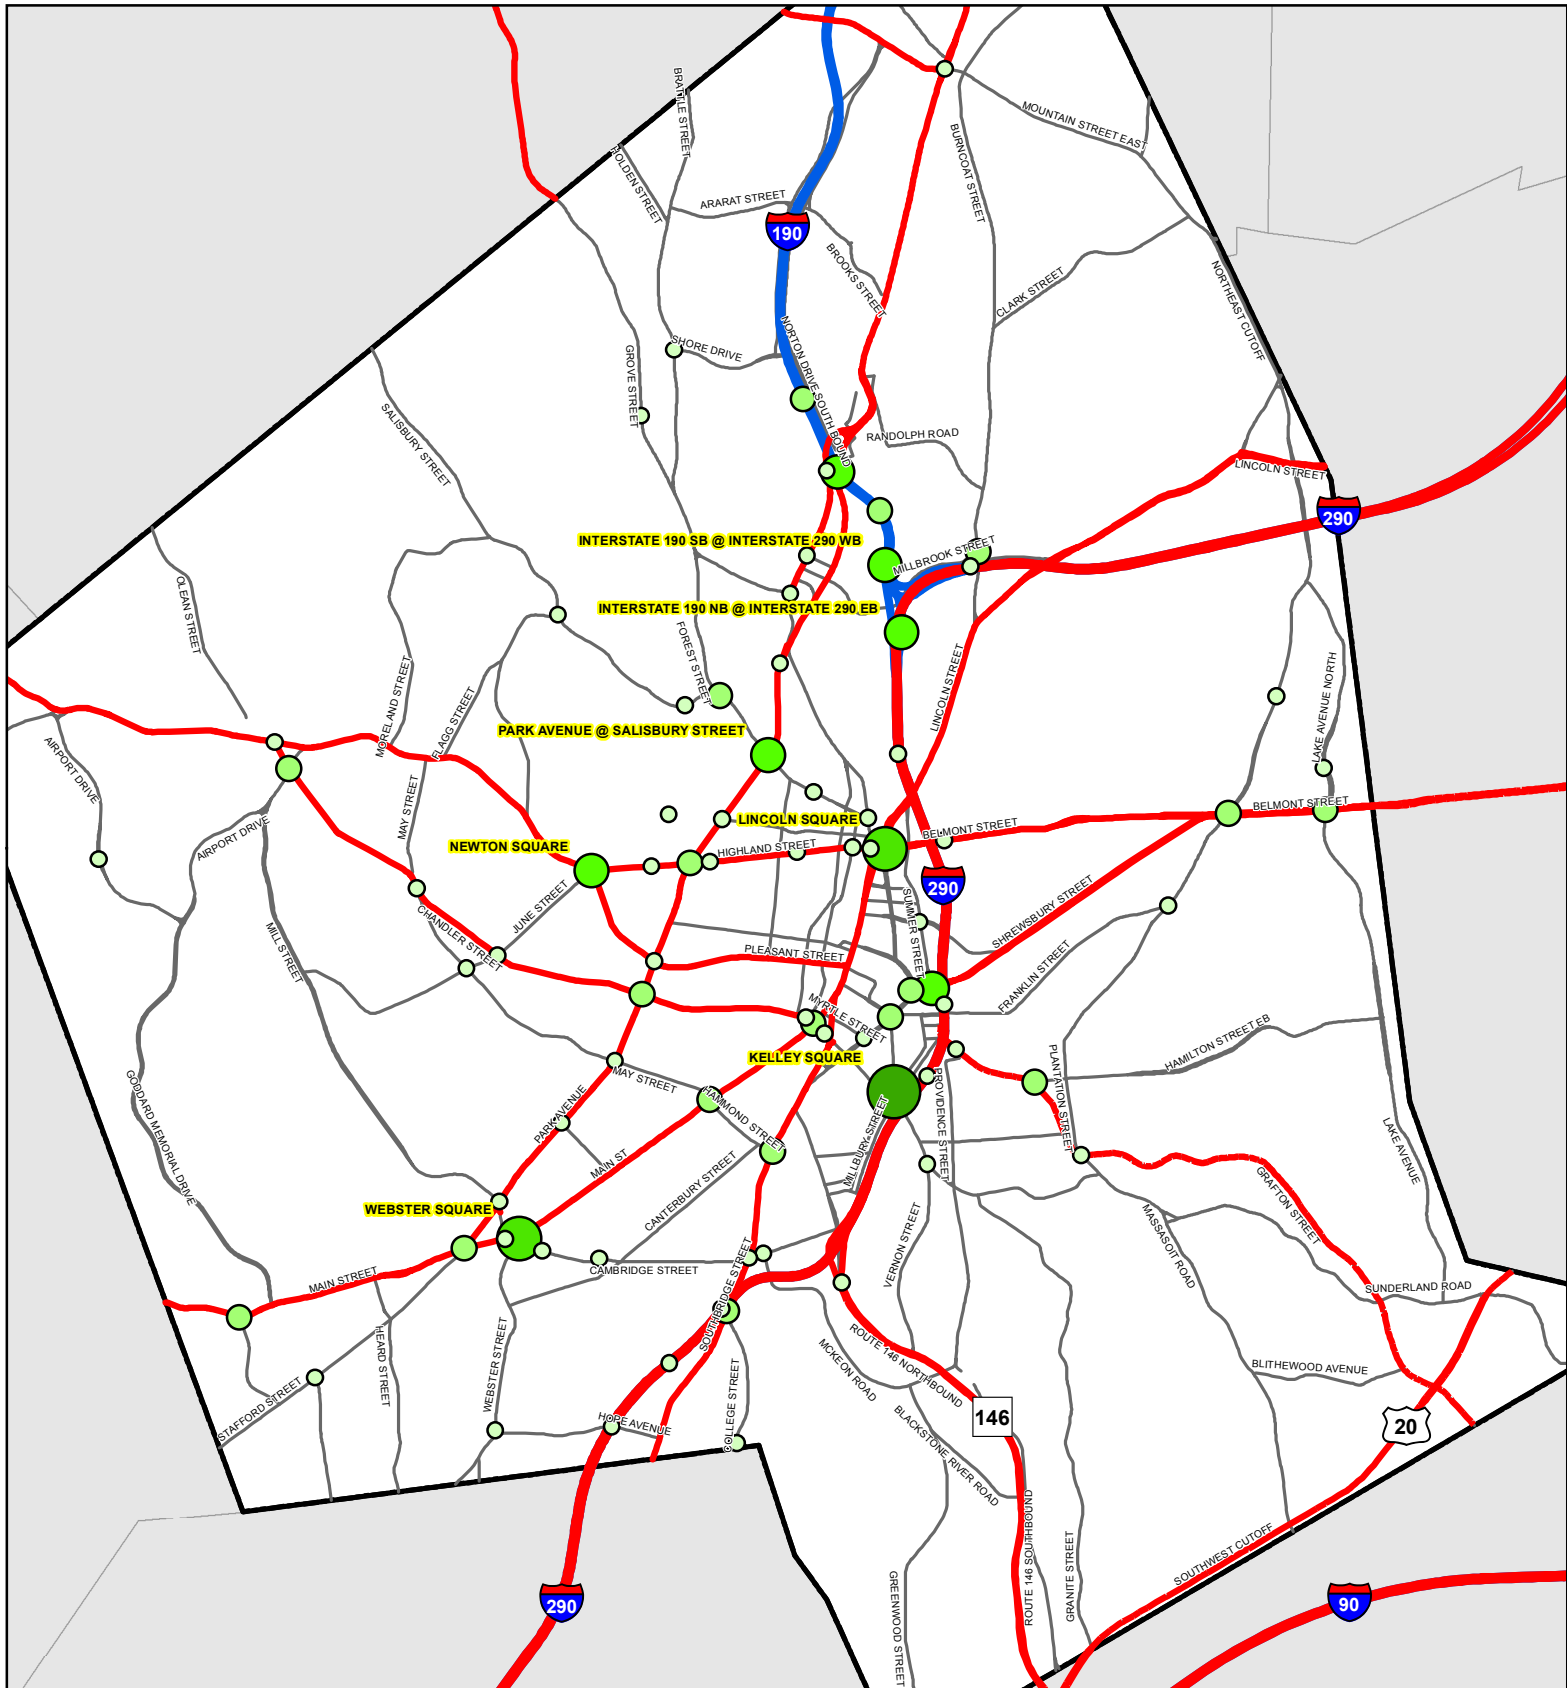 BRATTLE STREET
HOLDEN STREET
MOUNTAIN STREET EAST
BURNCOAT STREET
ARARAT STREET
190
BROOKS STREET
CLARK STREET
NORTHEAST CUTOFF
NORTON DRIVE SOUTH BOUND
SHORE DRIVE
GROVE STREET
SALISBURY STREET
RANDOLPH ROAD
LINCOLN STREET
290
INTERSTATE 190 SB @ INTERSTATE 290 WB
MILLBROOK STREET
OLEAN STREET
INTERSTATE 190 NB @ INTERSTATE 290 EB
FOREST STREET
LINCOLN STREET
MORELAND STREET
FLAGG STREET
LAKE AVENUE NORTH
PARK AVENUE @ SALISBURY STREET
AIRPORT DRIVE
MAY STREET
AIRPORT DRIVE
LINCOLN SQUARE
BELMONT STREET
BELMONT STREET
NEWTON SQUARE
HIGHLAND STREET
290
JUNE STREET
CHANDLER STREET
SUMMER STREET
SHREWSBURY STREET
MILL STREET
PLEASANT STREET
FRANKLIN STREET
MYRTLE STREET
HAMILTON STREET EB
KELLEY SQUARE
PLANTATION STREET
PROVIDENCE STREET
MAY STREET
GODDARD MEMORIAL DRIVE
PARK AVENUE
HAMMOND STREET
MILLBURY STREET
MAIN ST
CANTERBURY STREET
LAKE AVENUE
GRAFTON STREET
WEBSTER SQUARE
VERNON STREET
MASSASOIT ROAD
CAMBRIDGE STREET
MAIN STREET
SOUTHBRIDGE STREET
SUNDERLAND ROAD
HEARD STREET
WEBSTER STREET
ROUTE 146 NORTHBOUND
MCKEON ROAD
BLITHEWOOD AVENUE
COLLEGE STREET
STAFFORD STREET
HOPE AVENUE
146
20
BLACKSTONE RIVER ROAD
ROUTE 146 SOUTHBOUND
GRANITE STREET
SOUTHWEST CUTOFF
GREENWOOD STREET
290
90